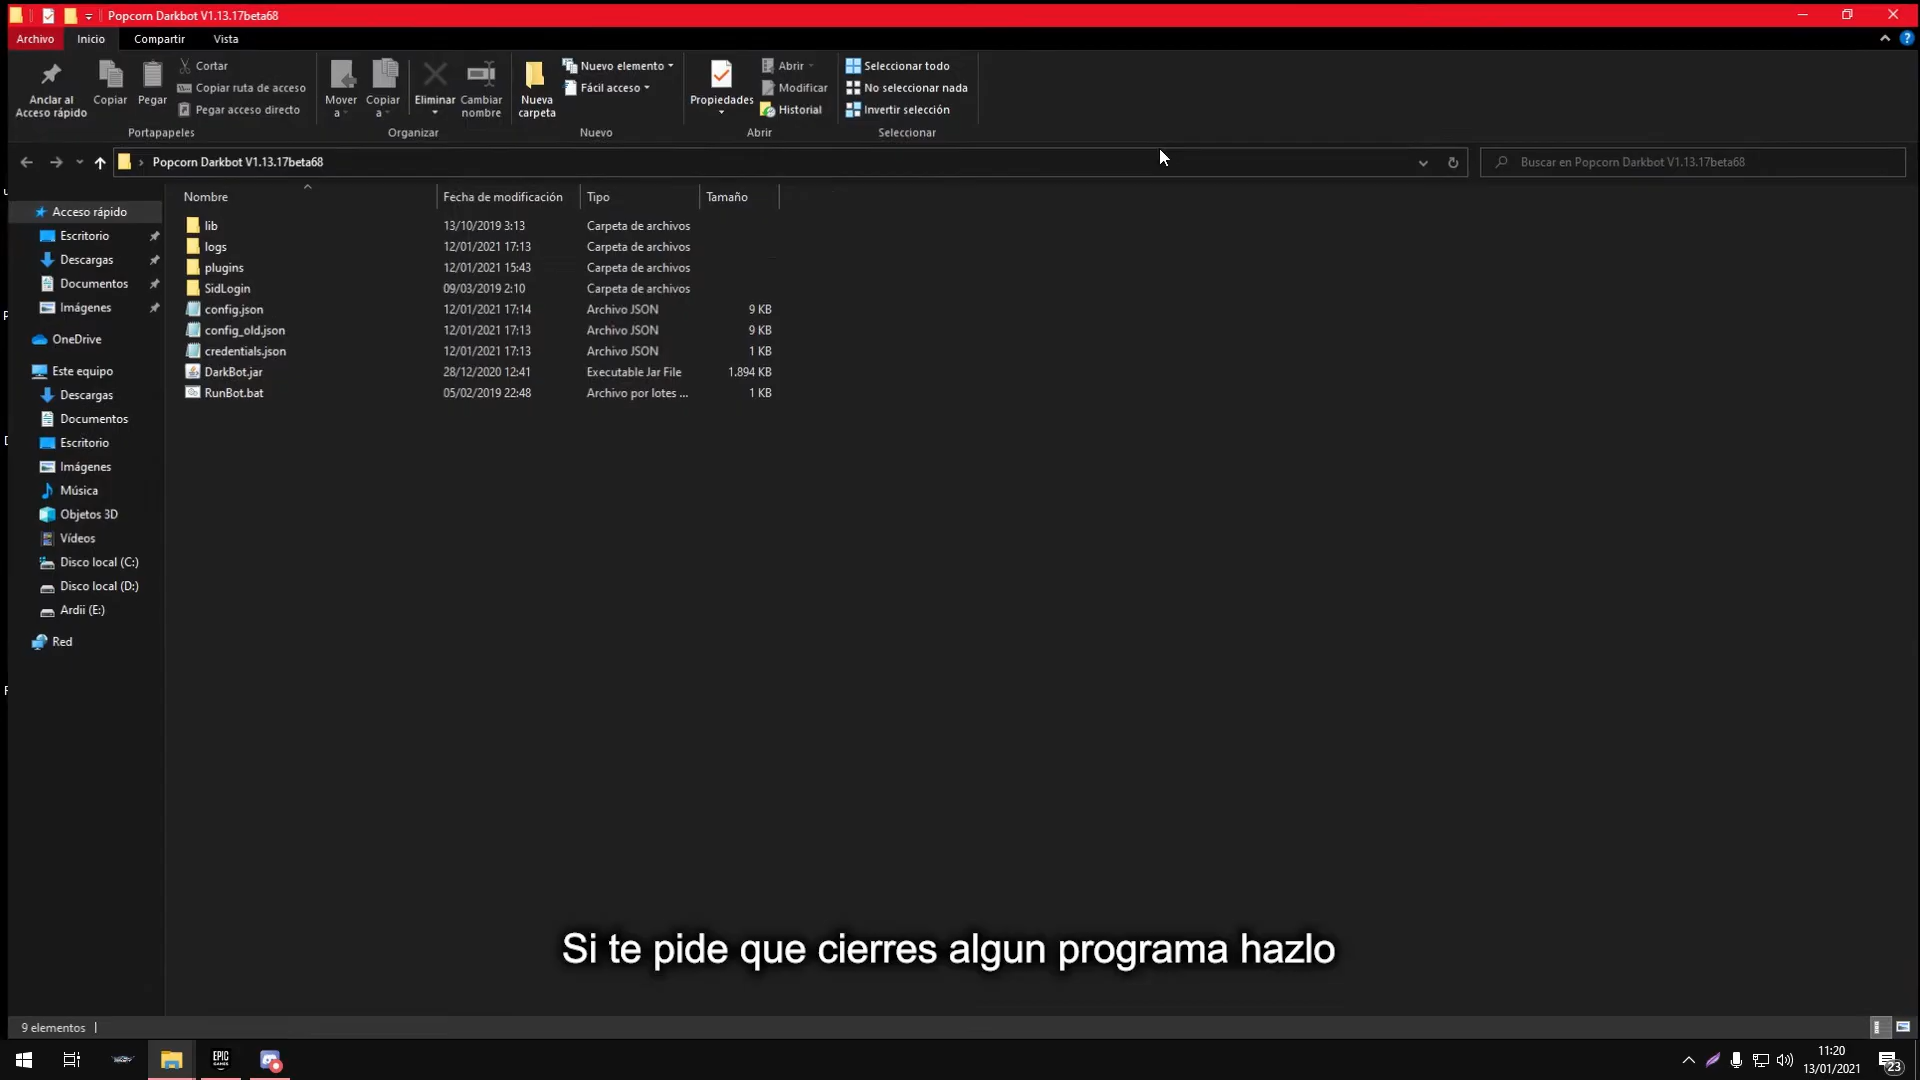 Popcorn Darkbot V1.13.17beta68
Archivo Inicio Compartir Vista
Anclar al Acceso rápido
Copiar
Pegar
Cortar
Copiar ruta de acceso
Pegar acceso directo
Portapapeles
Mover a
Copiar a
Eliminar
Cambiar nombre
Organizar
Nueva carpeta
Nuevo elemento
Fácil acceso
Nuevo
Propiedades
Abrir
Modificar
Historial
Abrir
Seleccionar todo
No seleccionar nada
Invertir selección
Seleccionar
Popcorn Darkbot V1.13.17beta68
Buscar en Popcorn Darkbot V1.13.17beta68
Acceso rápido
Escritorio
Descargas
Documentos
Imágenes
OneDrive
Este equipo
Descargas
Documentos
Escritorio
Imágenes
Música
Objetos 3D
Vídeos
Disco local (C:)
Disco local (D:)
Ardii (E:)
Red
Nombre Fecha de modificación Tipo Tamaño
lib 13/10/2019 3:13 Carpeta de archivos
logs 12/01/2021 17:13 Carpeta de archivos
plugins 12/01/2021 15:43 Carpeta de archivos
SidLogin 09/03/2019 2:10 Carpeta de archivos
config.json 12/01/2021 17:14 Archivo JSON 9 KB
config_old.json 12/01/2021 17:13 Archivo JSON 9 KB
credentials.json 12/01/2021 17:13 Archivo JSON 1 KB
DarkBot.jar 28/12/2020 12:41 Executable Jar File 1.894 KB
RunBot.bat 05/02/2019 22:48 Archivo por lotes ... 1 KB
Si te pide que cierres algun programa hazlo
9 elementos
EPIC GAMES
11:20
13/01/2021
23